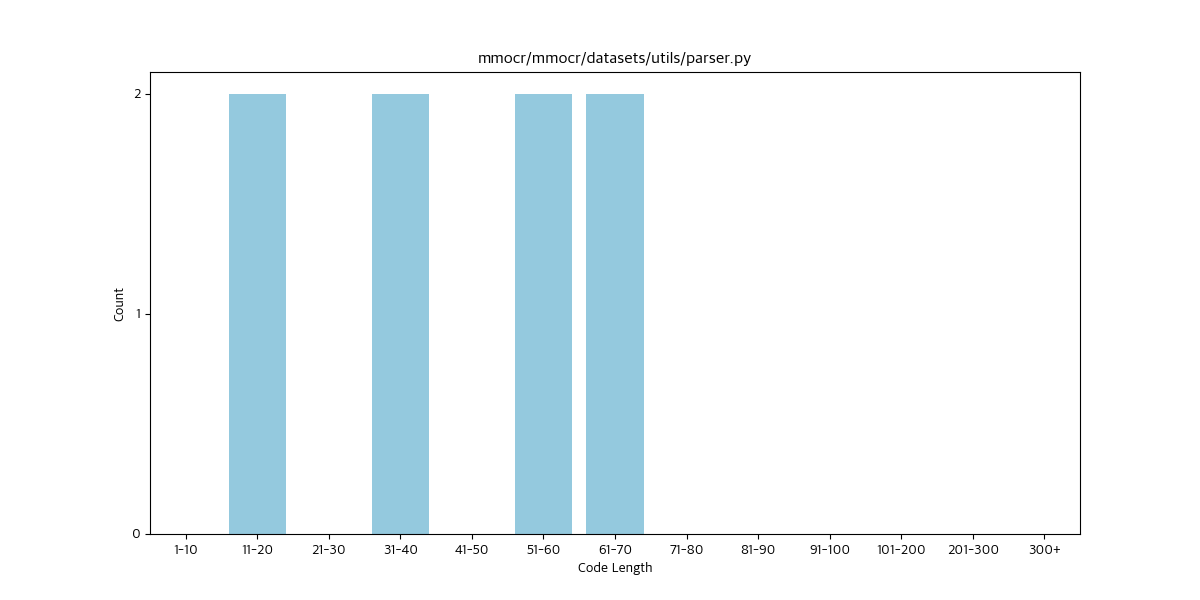 mmocr/mmocr/datasets/utils/parser.py
2
1
0
Count
1-10 11-20 21-30 31-40 41-50 51-60 61-70 71-80 81-90 91-100 101-200 201-300 300+
Code Length